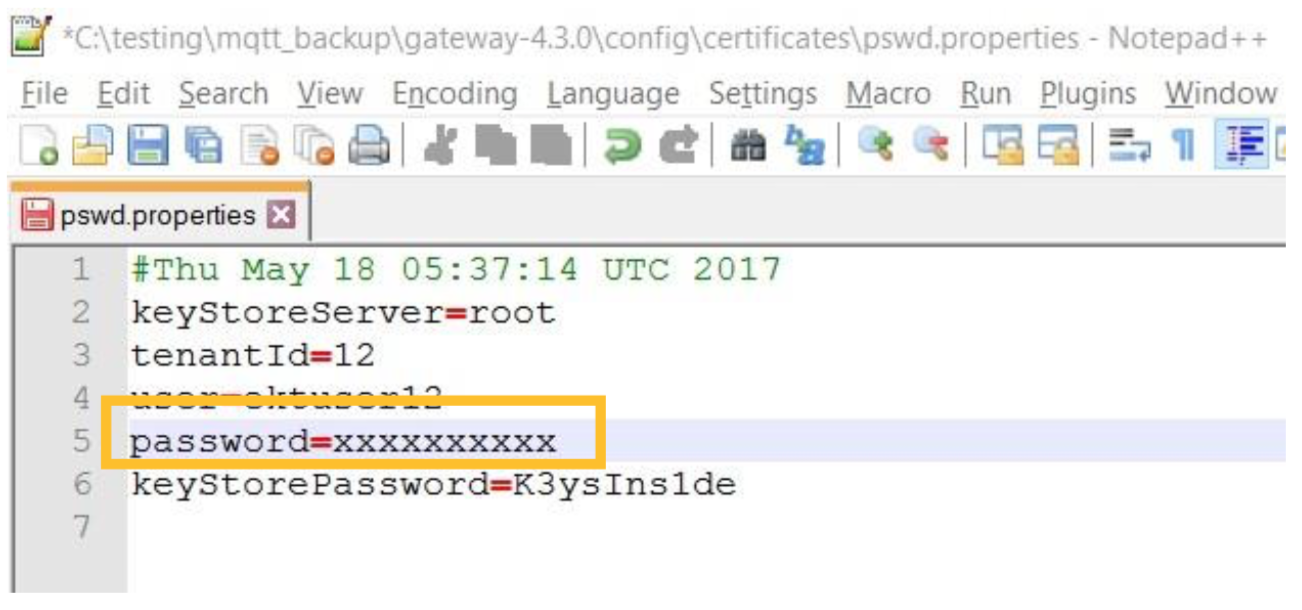 *C:\testing\mqtt_backup\gateway-4.3.0\config\certificates\pswd.properties - Notepad++
File Edit Search View Encoding Language Settings Macro Run Plugins Window
pswd.properties
1 #Thu May 18 05:37:14 UTC 2017
2 keyStoreServer=root
3 tenantId=12
4 user=
5 password=xxxxxxxxxx
6 keyStorePassword=K3ysIns1de
7